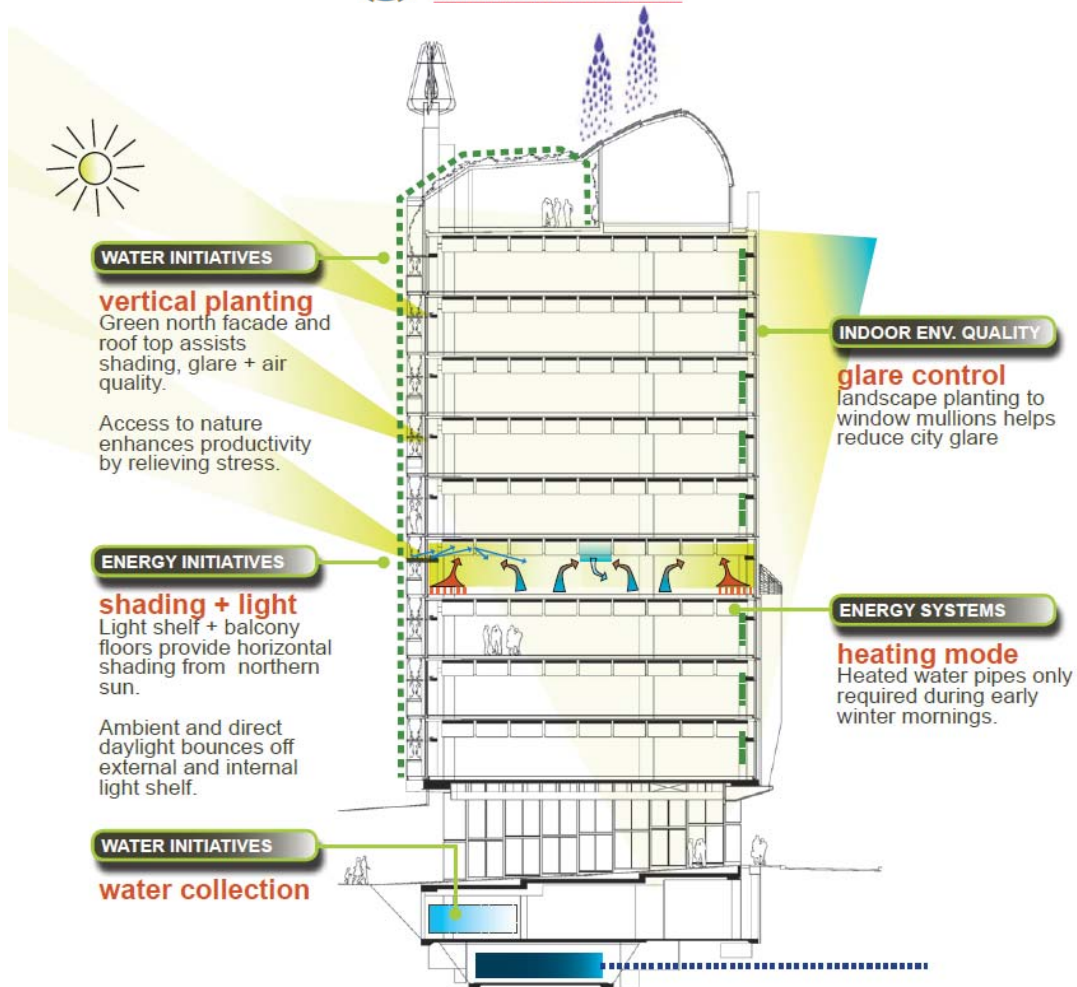 WATER INITIATIVES
vertical planting
Green north facade and
roof top assists
shading, glare + air
quality.
Access to nature
enhances productivity
by relieving stress.
ENERGY INITIATIVES
shading + light
Light shelf + balcony
floors provide horizontal
shading from northern
sun.
Ambient and direct
daylight bounces off
external and internal
light shelf.
WATER INITIATIVES
water collection
INDOOR ENV. QUALITY
glare control
landscape planting to
window mullions helps
reduce city glare
ENERGY SYSTEMS
heating mode
Heated water pipes only
required during early
winter mornings.